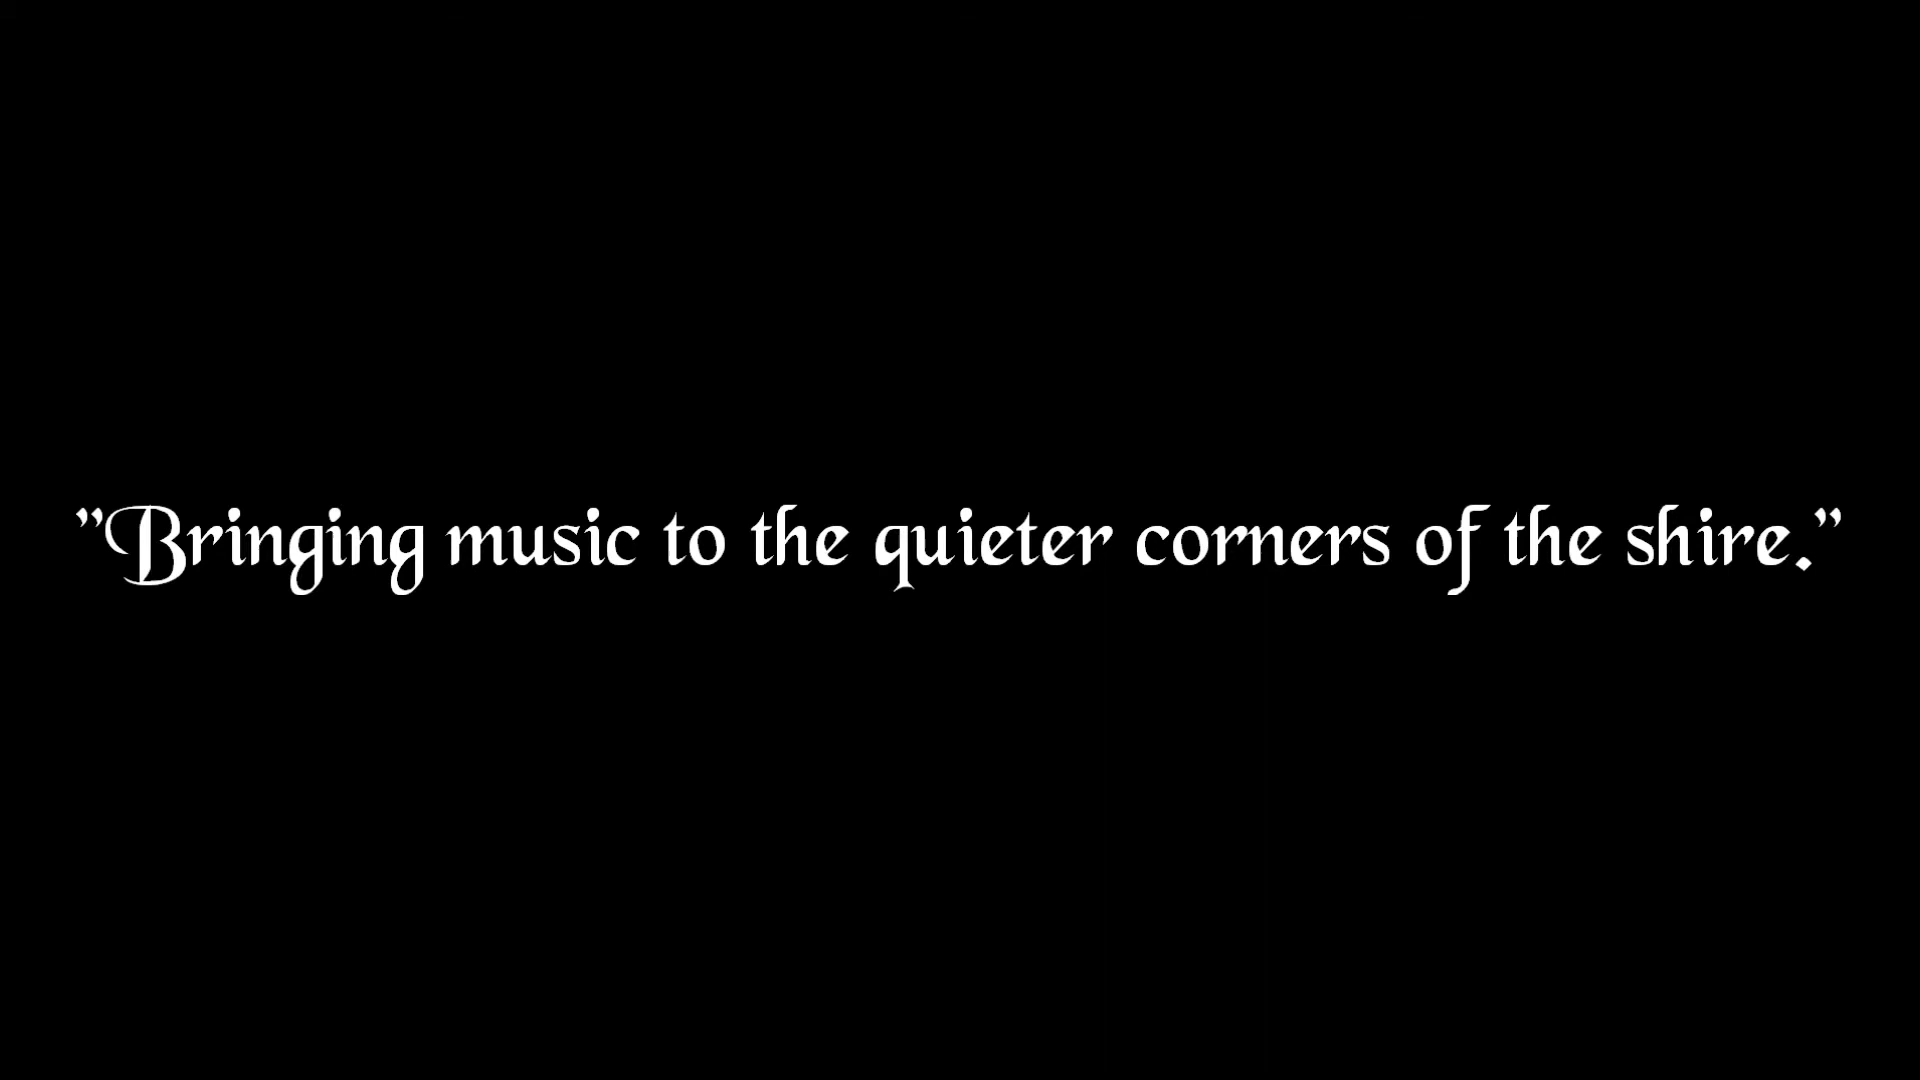 "Bringing music to the quieter corners of the shire."